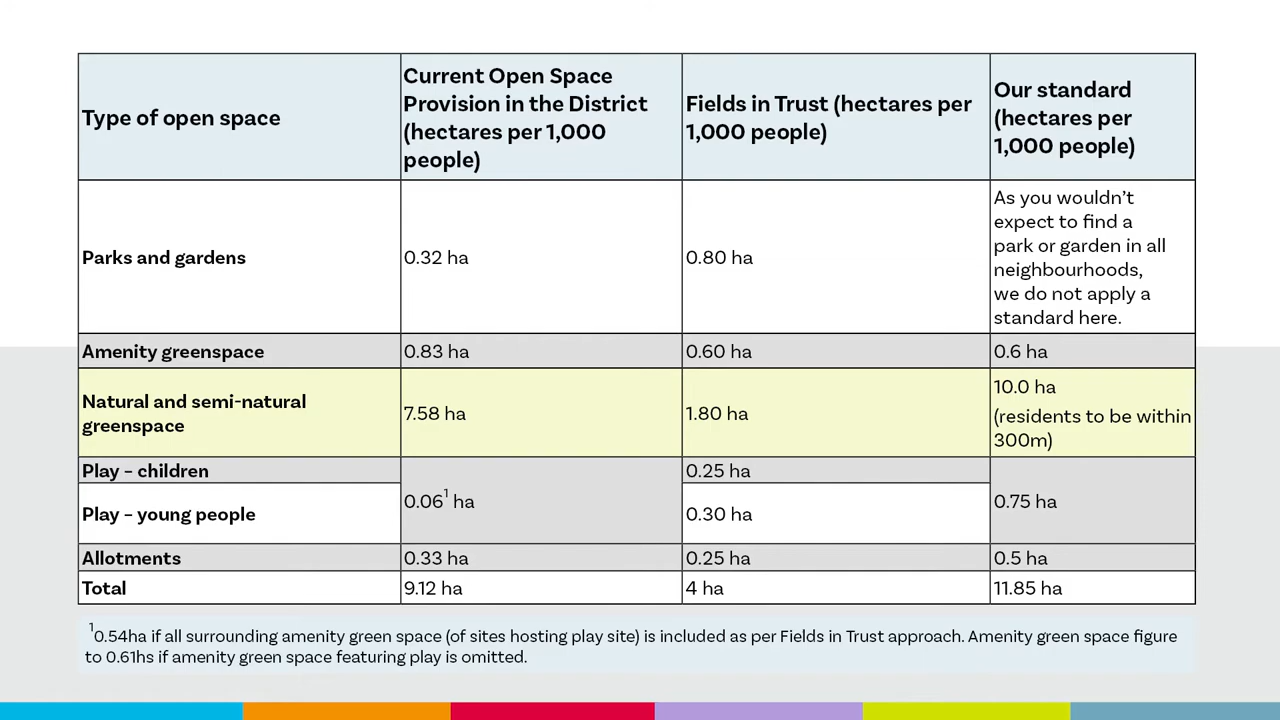 Type of open space
Current Open Space
Provision in the District
(hectares per 1,000
people)
Fields in Trust (hectares per
1,000 people)
Our standard
(hectares per
1,000 people)
Parks and gardens
0.32 ha
0.80 ha
As you wouldn't
expect to find a
park or garden in all
neighbourhoods,
we do not apply a
standard here.
Amenity greenspace
0.83 ha
0.60 ha
0.6 ha
Natural and semi-natural
greenspace
7.58 ha
1.80 ha
10.0 ha
(residents to be within
300m)
Play – children
0.06¹ ha
0.25 ha
0.75 ha
Play – young people
0.30 ha
Allotments
0.33 ha
0.25 ha
0.5 ha
Total
9.12 ha
4 ha
11.85 ha
¹0.54ha if all surrounding amenity green space (of sites hosting play site) is included as per Fields in Trust approach. Amenity green space figure
to 0.61hs if amenity green space featuring play is omitted.